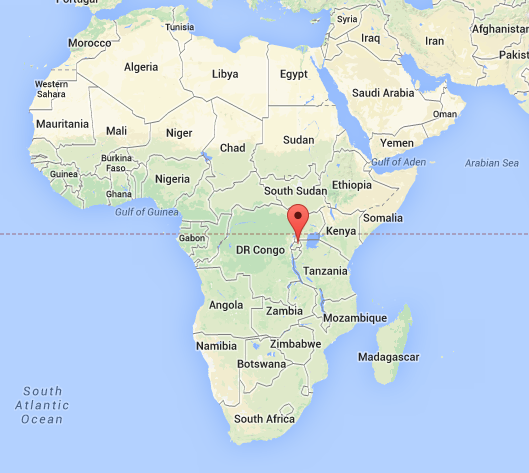 Portugal
Tunisia
Syria
Afghanistan
Morocco
Iraq
Iran
Pakist
Algeria
Libya
Egypt
Western
Sahara
Saudi Arabia
Oman
Mauritania
Mali
Niger
Chad
Sudan
Yemen
Gulf of Aden
Arabian Sea
Burkina
Faso
Guinea
Ghana
Nigeria
South Sudan
Ethiopia
Gulf of Guinea
Somalia
Gabon
DR Congo
Kenya
Tanzania
Angola
Zambia
Mozambique
Namibia
Zimbabwe
Botswana
Madagascar
South
Atlantic
Ocean
South Africa